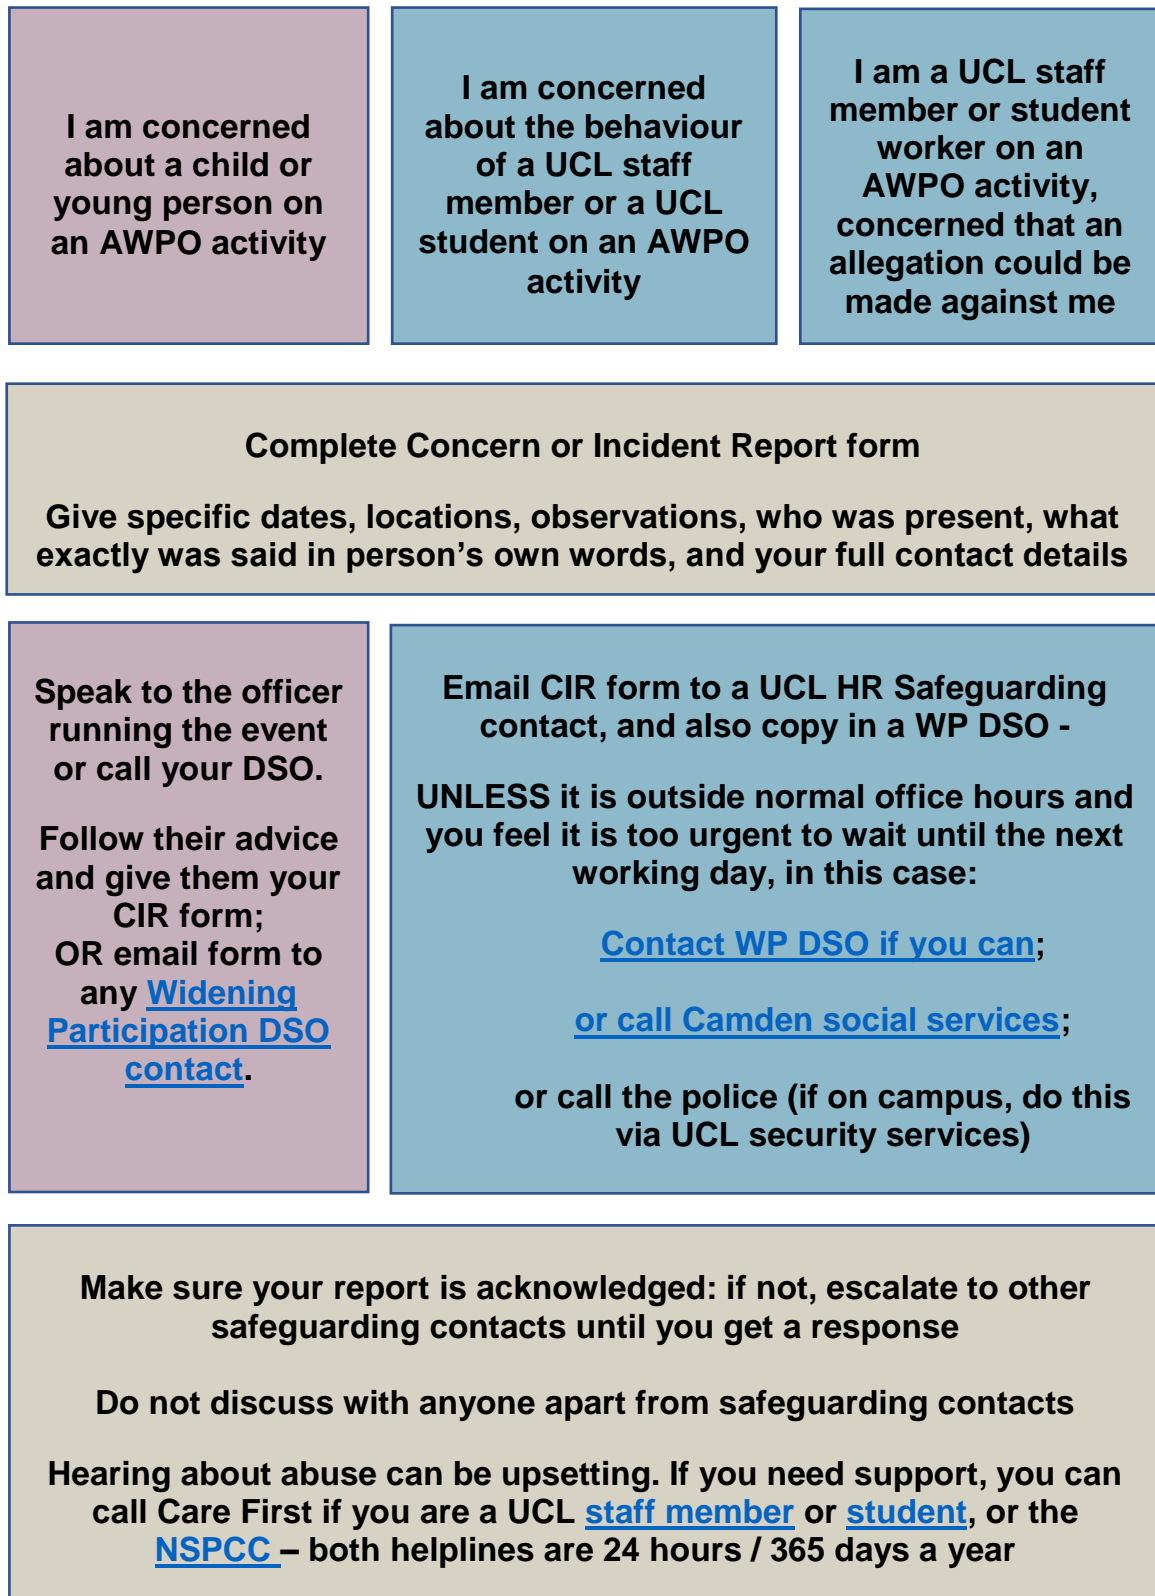 I am concerned
about a child or
young person on
an AWPO activity
I am concerned
about the behaviour
of a UCL staff
member or a UCL
student on an AWPO
activity
I am a UCL staff
member or student
worker on an
AWPO activity,
concerned that an
allegation could be
made against me
Complete Concern or Incident Report form
Give specific dates, locations, observations, who was present, what
exactly was said in person’s own words, and your full contact details
Speak to the officer
running the event
or call your DSO.
Follow their advice
and give them your
CIR form;
OR email form to
any Widening
Participation DSO
contact.
Email CIR form to a UCL HR Safeguarding
contact, and also copy in a WP DSO -
UNLESS it is outside normal office hours and
you feel it is too urgent to wait until the next
working day, in this case:
Contact WP DSO if you can;
or call Camden social services;
or call the police (if on campus, do this
via UCL security services)
Make sure your report is acknowledged: if not, escalate to other
safeguarding contacts until you get a response
Do not discuss with anyone apart from safeguarding contacts
Hearing about abuse can be upsetting. If you need support, you can
call Care First if you are a UCL staff member or student, or the
NSPCC – both helplines are 24 hours / 365 days a year